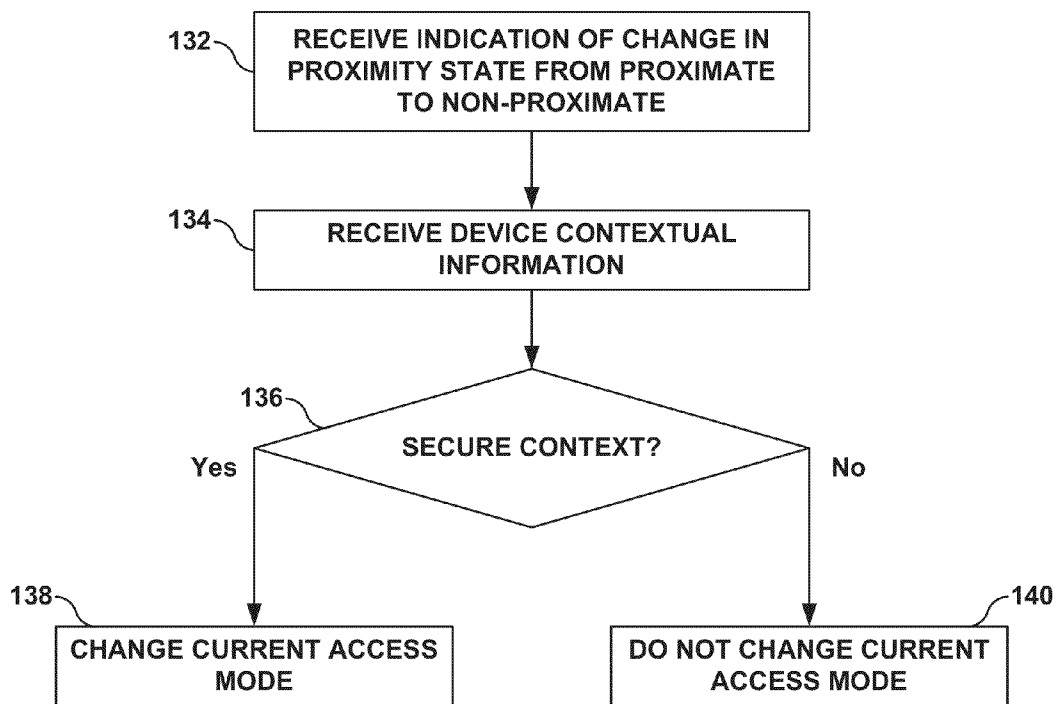 132
RECEIVE INDICATION OF CHANGE IN
PROXIMITY STATE FROM PROXIMATE
TO NON-PROXIMATE
134
RECEIVE DEVICE CONTEXTUAL
INFORMATION
136
SECURE CONTEXT?
Yes
No
138
CHANGE CURRENT ACCESS
MODE
140
DO NOT CHANGE CURRENT
ACCESS MODE